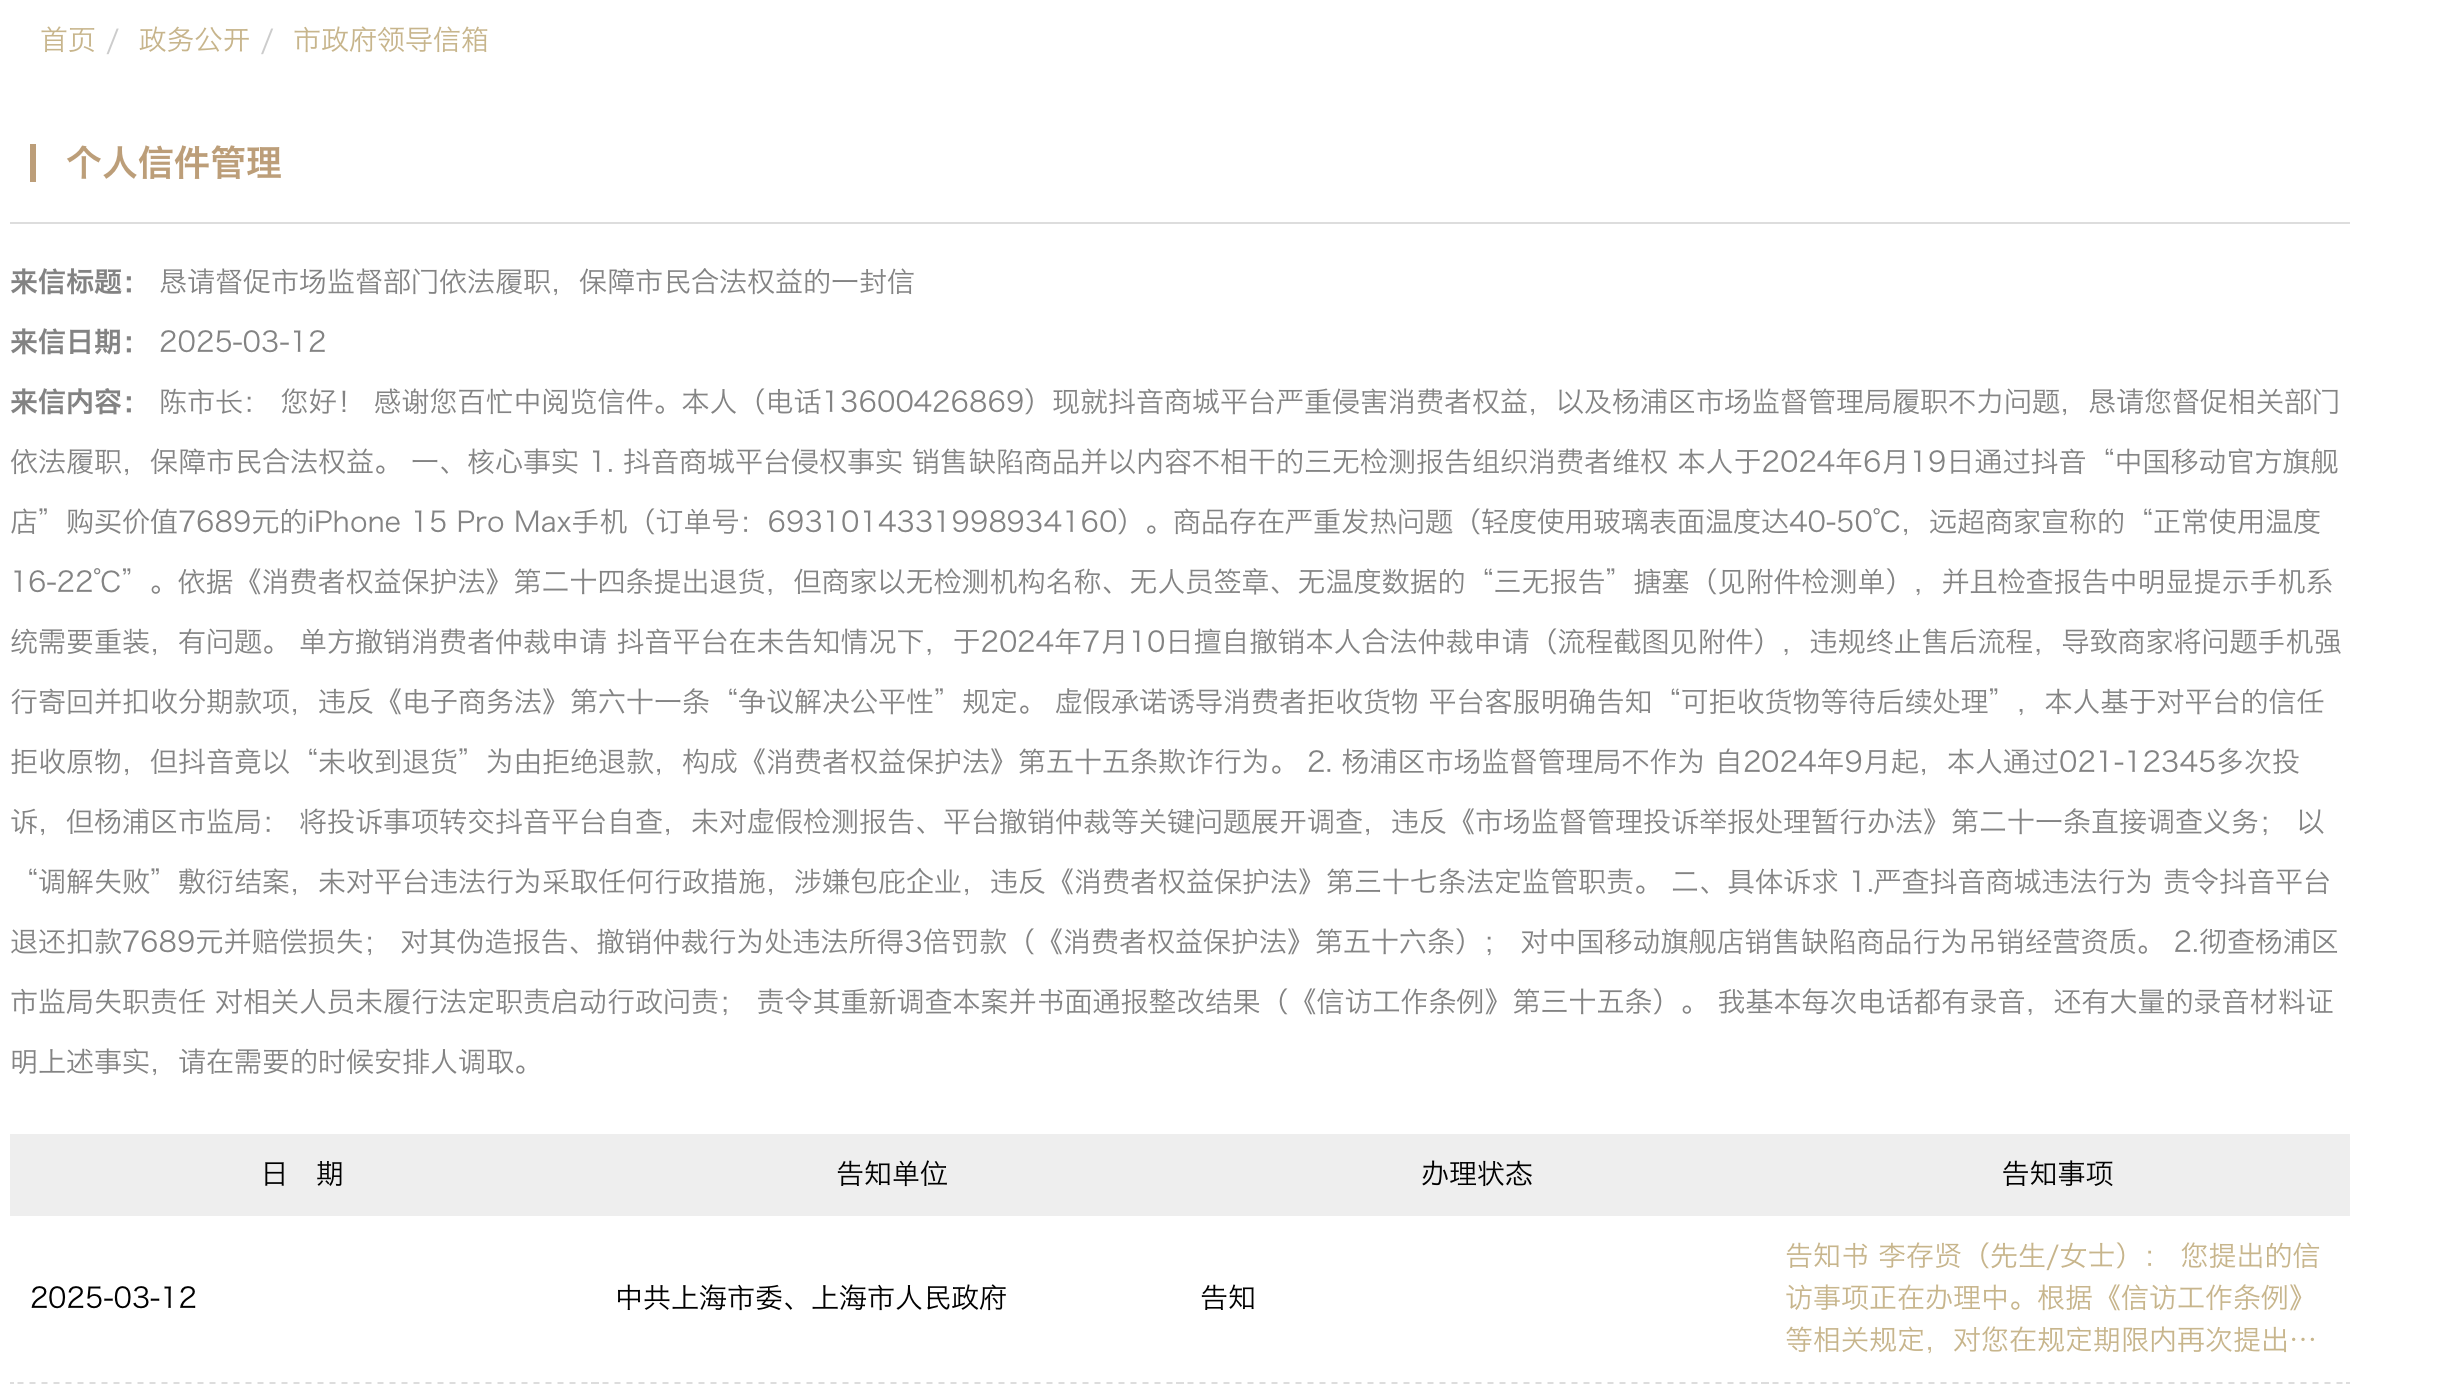 首页 / 政务公开 / 市政府领导信箱
个人信件管理
来信标题： 恳请督促市场监督部门依法履职，保障市民合法权益的一封信
来信日期： 2025-03-12
来信内容： 陈市长： 您好！ 感谢您百忙中阅览信件。本人（电话13600426869）现就抖音商城平台严重侵害消费者权益，以及杨浦区市场监督管理局履职不力问题，恳请您督促相关部门
依法履职，保障市民合法权益。 一、核心事实 1. 抖音商城平台侵权事实 销售缺陷商品并以内容不相干的三无检测报告组织消费者维权 本人于2024年6月19日通过抖音“中国移动官方旗舰
店”购买价值7689元的iPhone 15 Pro Max手机（订单号：6931014331998934160）。商品存在严重发热问题（轻度使用玻璃表面温度达40-50℃，远超商家宣称的“正常使用温度
16-22℃”。依据《消费者权益保护法》第二十四条提出退货，但商家以无检测机构名称、无人员签章、无温度数据的“三无报告”搪塞（见附件检测单），并且检查报告中明显提示手机系
统需要重装，有问题。 单方撤销消费者仲裁申请 抖音平台在未告知情况下，于2024年7月10日擅自撤销本人合法仲裁申请（流程截图见附件），违规终止售后流程，导致商家将问题手机强
行寄回并扣收分期款项，违反《电子商务法》第六十一条“争议解决公平性”规定。 虚假承诺诱导消费者拒收货物 平台客服明确告知“可拒收货物等待后续处理”，本人基于对平台的信任
拒收原物，但抖音竟以“未收到退货”为由拒绝退款，构成《消费者权益保护法》第五十五条欺诈行为。 2. 杨浦区市场监督管理局不作为 自2024年9月起，本人通过021-12345多次投
诉，但杨浦区市监局： 将投诉事项转交抖音平台自查，未对虚假检测报告、平台撤销仲裁等关键问题展开调查，违反《市场监督管理投诉举报处理暂行办法》第二十一条直接调查义务； 以
“调解失败”敷衍结案，未对平台违法行为采取任何行政措施，涉嫌包庇企业，违反《消费者权益保护法》第三十七条法定监管职责。 二、具体诉求 1.严查抖音商城违法行为 责令抖音平台
退还扣款7689元并赔偿损失； 对其伪造报告、撤销仲裁行为处违法所得3倍罚款（《消费者权益保护法》第五十六条）； 对中国移动旗舰店销售缺陷商品行为吊销经营资质。 2.彻查杨浦区
市监局失职责任 对相关人员未履行法定职责启动行政问责； 责令其重新调查本案并书面通报整改结果（《信访工作条例》第三十五条）。 我基本每次电话都有录音，还有大量的录音材料证
明上述事实，请在需要的时候安排人调取。
日 期 告知单位 办理状态 告知事项
2025-03-12 中共上海市委、上海市人民政府 告知
告知书 李存贤（先生/女士）： 您提出的信
访事项正在办理中。根据《信访工作条例》
等相关规定，对您在规定期限内再次提出…